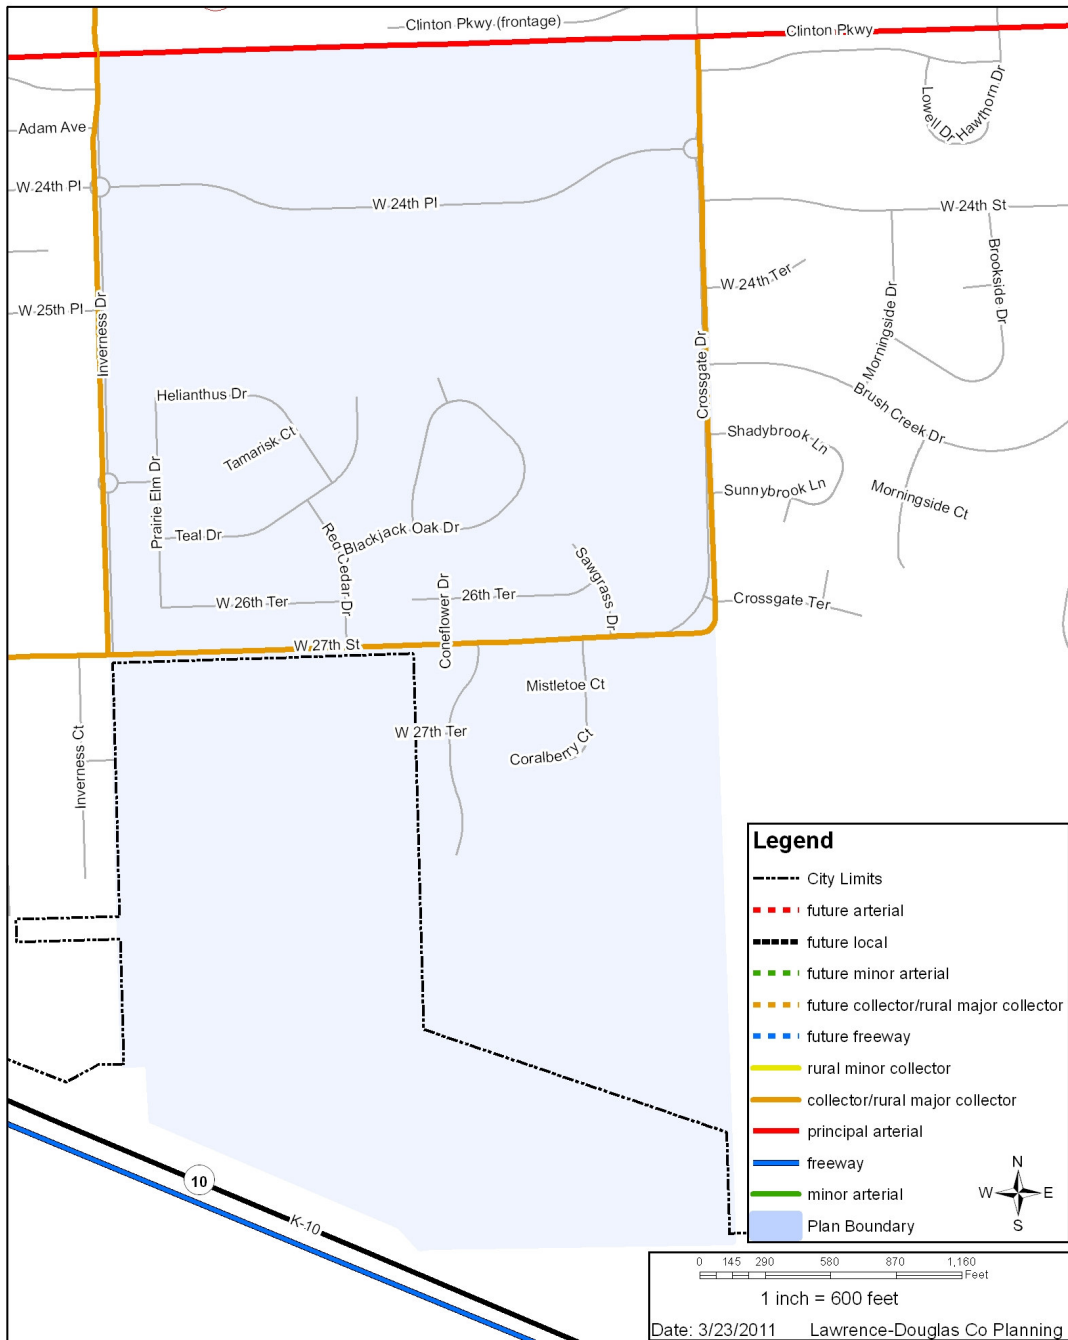 Clinton Pkwy (frontage)
Clinton Pkwy
Lowell Dr
Hawthorn Dr
Adam Ave
W 24th Pl
W 24th Pl
W 24th St
Brookside Dr
W 24th Ter
Morningside Dr
W 25th Pl
Inverness Dr
Crossgate Dr
Helianthus Dr
Brush Creek Dr
Tamarisk Ct
Shadybrook Ln
Prairie Elm Dr
Sunnybrook Ln
Morningside Ct
Teal Dr
Red Cedar Dr
Blackjack Oak Dr
Sawgrass Dr
Coneflower Dr
W 26th Ter
26th Ter
Crossgate Ter
W 27th St
Mistletoe Ct
Inverness Ct
W 27th Ter
Coralberry Ct
10
K-10
Legend
City Limits
future arterial
future local
future minor arterial
future collector/rural major collector
future freeway
rural minor collector
collector/rural major collector
principal arterial
freeway
minor arterial
Plan Boundary
N
W E
S
0 145 290 580 870 1,160
Feet
1 inch = 600 feet
Date: 3/23/2011 Lawrence-Douglas Co Planning